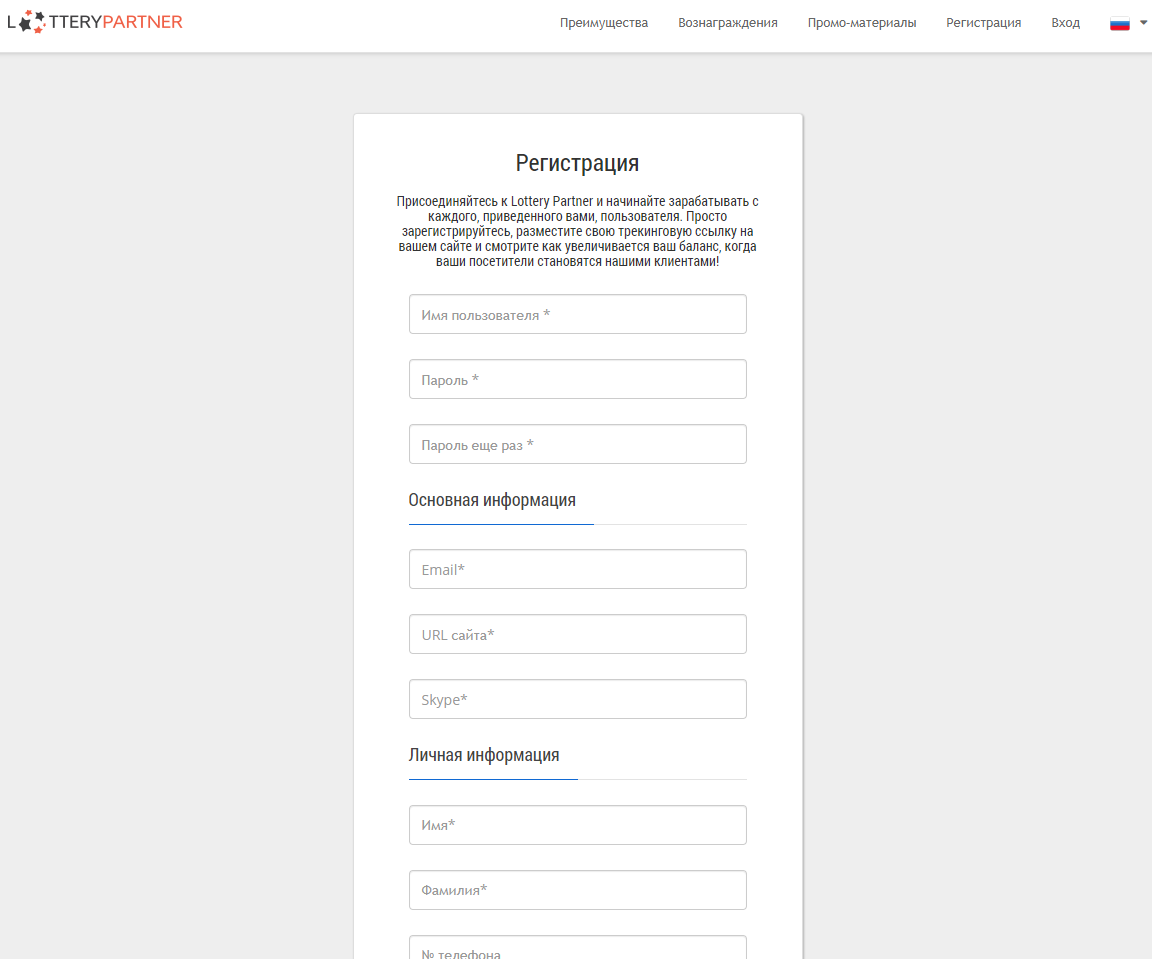 LOTTERYPARTNER
Преимущества Вознаграждения Промо-материалы Регистрация Вход
Регистрация
Присоединяйтесь к Lottery Partner и начинайте зарабатывать с
каждого, приведенного вами, пользователя. Просто
зарегистрируйтесь, разместите свою трекинговую ссылку на
вашем сайте и смотрите как увеличивается ваш баланс, когда
ваши посетители становятся нашими клиентами!
Имя пользователя *
Пароль *
Пароль еще раз *
Основная информация
Email*
URL сайта*
Skype*
Личная информация
Имя*
Фамилия*
№ телефона